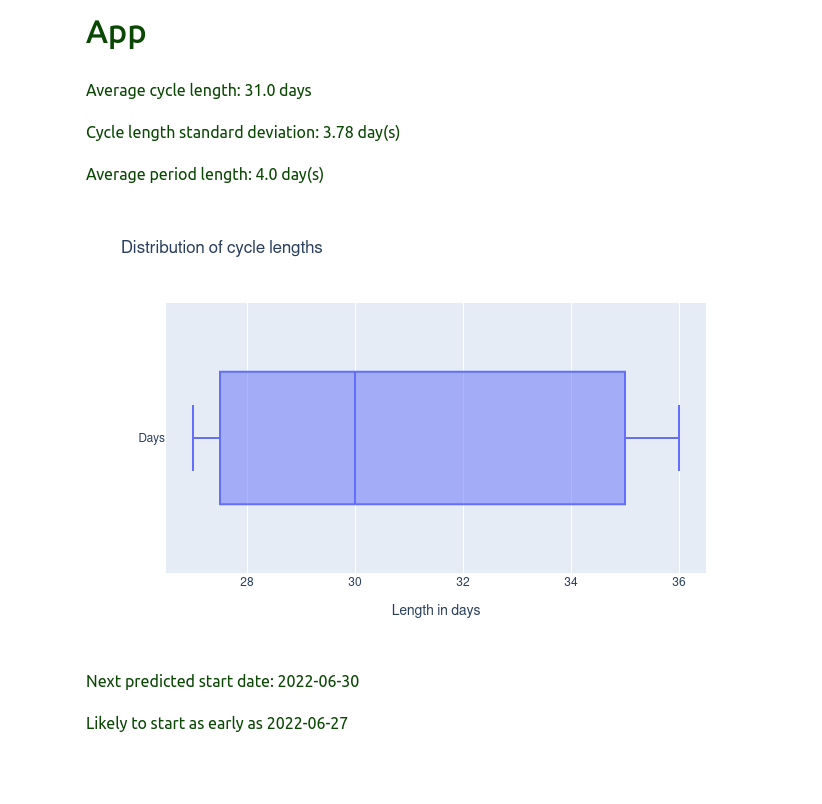 App
Average cycle length: 31.0 days
Cycle length standard deviation: 3.78 day(s)
Average period length: 4.0 day(s)
Distribution of cycle lengths
Days
28 30 32 34 36
Length in days
Next predicted start date: 2022-06-30
Likely to start as early as 2022-06-27